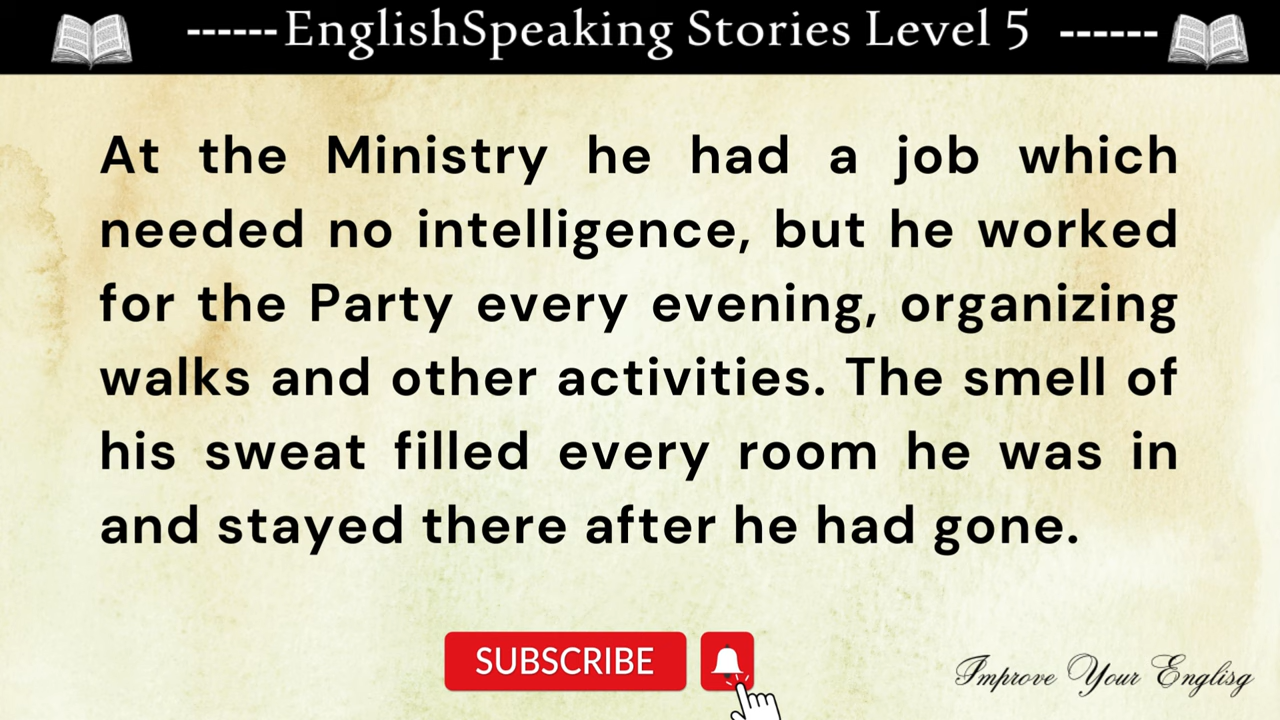 ------EnglishSpeaking Stories Level 5 ------
At the Ministry he had a job which
needed no intelligence, but he worked
for the Party every evening, organizing
walks and other activities. The smell of
his sweat filled every room he was in
and stayed there after he had gone.
SUBSCRIBE
Improve Your Englisg